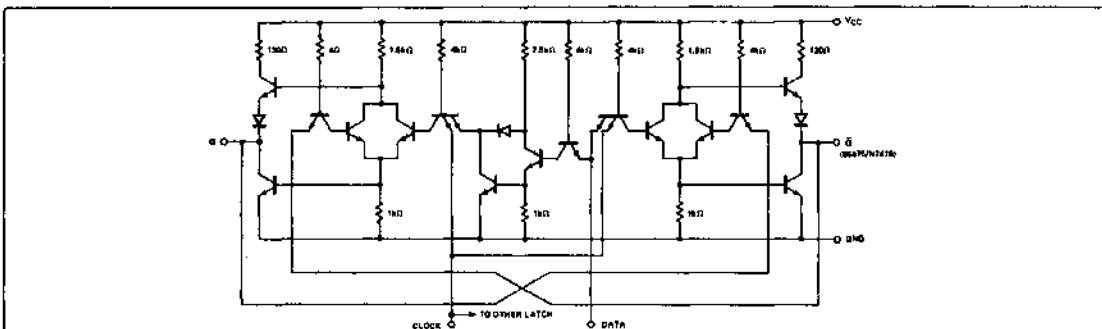 VCC
130Ω 4Ω 1.6kΩ 4kΩ 2.5kΩ 4kΩ 4kΩ 1.6kΩ 4kΩ 130Ω
Q Q̅
1kΩ 1kΩ 1kΩ
GND
TO OTHER LATCH
CLOCK DATA